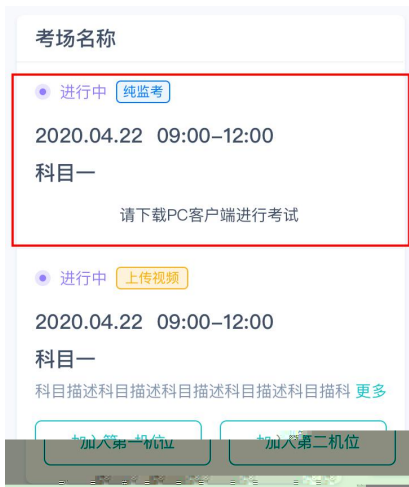 考场名称
进行中 纯监考
2020.04.22 09:00-12:00
科目一
请下载PC客户端进行考试
进行中 上传视频
2020.04.22 09:00-12:00
科目一
科目描述科目描述科目描述科目描述科目描科 更多
加入第一机位 加入第二机位